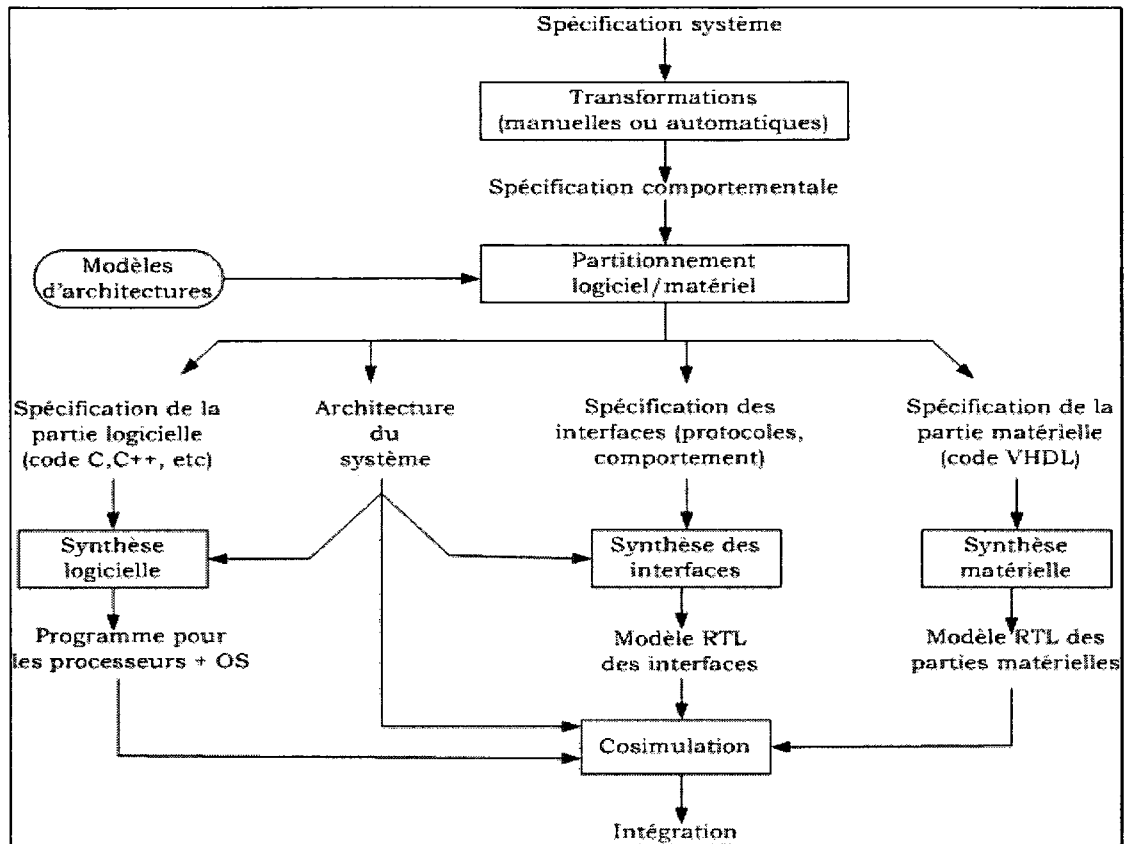 Spécification système
Transformations
(manuelles ou automatiques)
Spécification comportementale
Modèles
d'architectures
Partitionnement
logiciel/matériel
Spécification de la
partie logicielle
(code C,C++, etc)
Architecture
du
système
Spécification des
interfaces (protocoles,
comportement)
Spécification de la
partie matérielle
(code VHDL)
Synthèse
logicielle
Synthèse des
interfaces
Synthèse
matérielle
Programme pour
les processeurs + OS
Modèle RTL
des interfaces
Modèle RTL des
parties matérielles
Cosimulation
Intégration